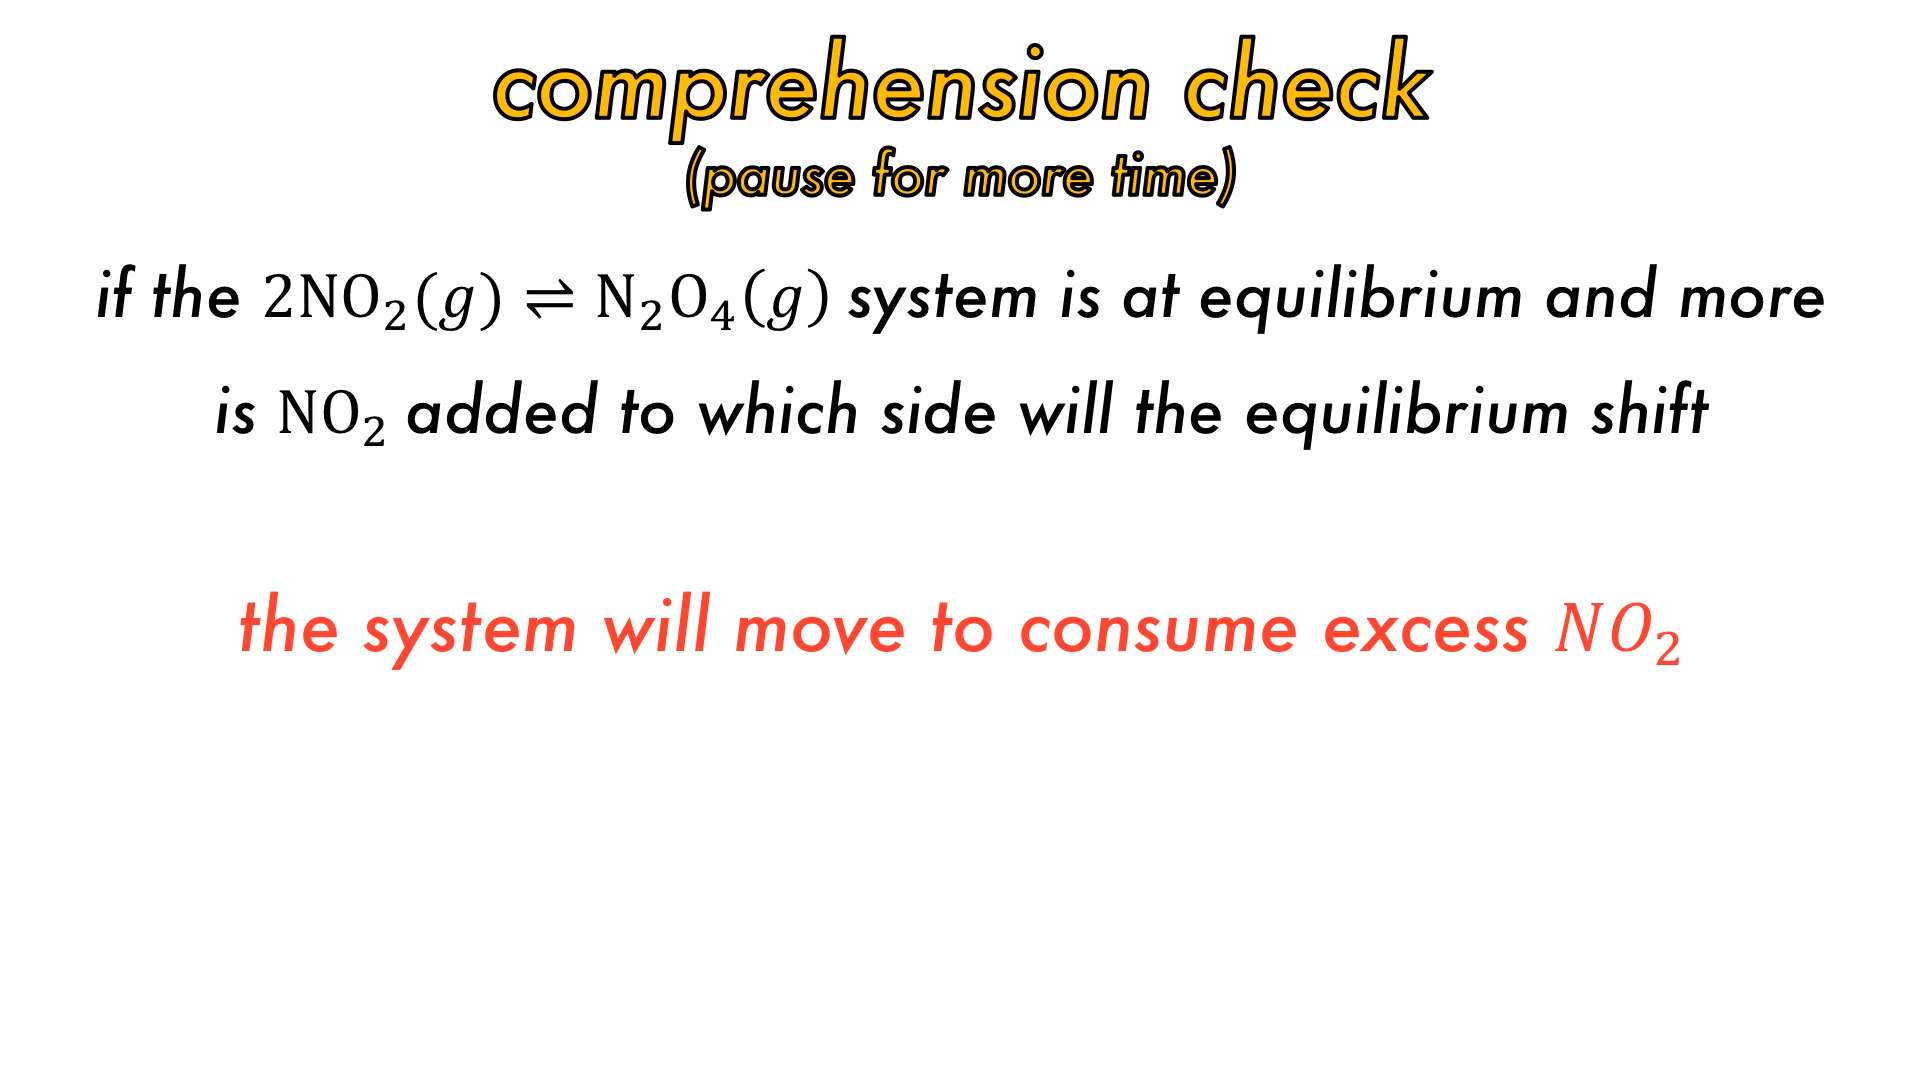 comprehension check
(pause for more time)
if the 2NO₂(g) ⇌ N₂O₄(g) system is at equilibrium and more
is NO₂ added to which side will the equilibrium shift
the system will move to consume excess NO₂